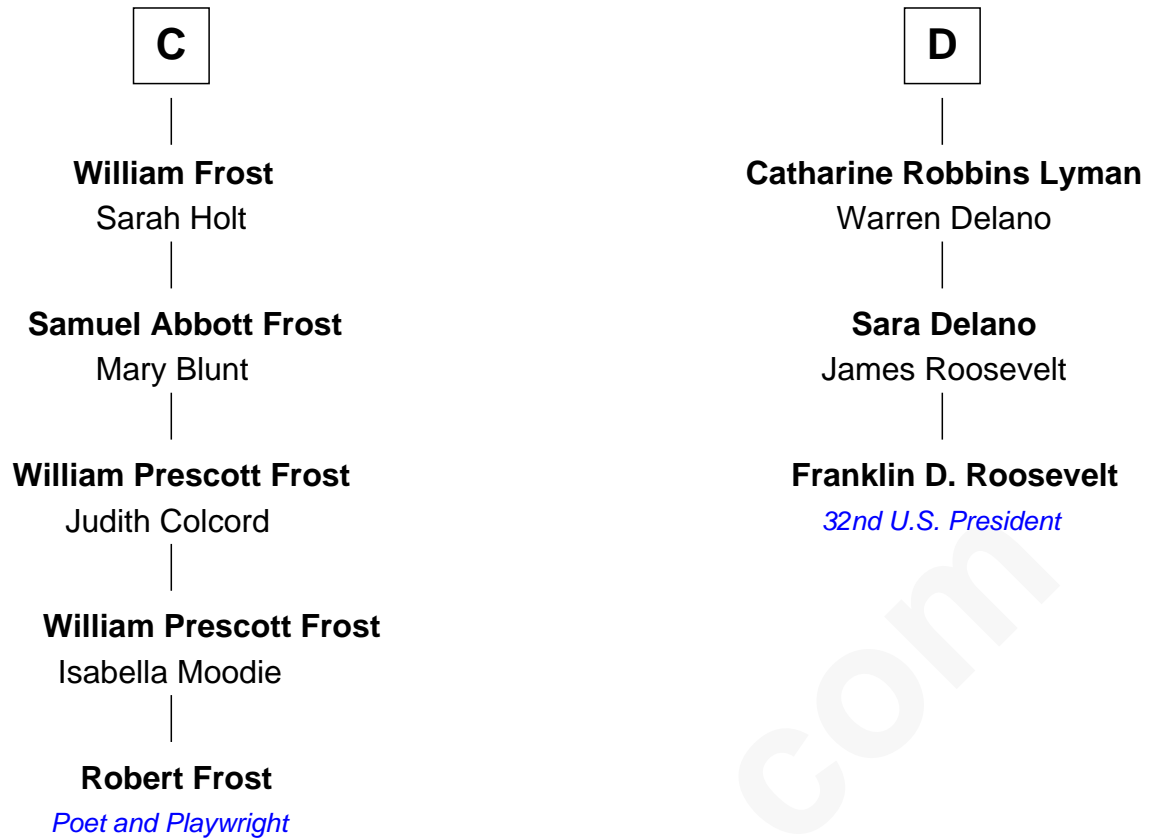 C
William Frost
Sarah Holt
Samuel Abbott Frost
Mary Blunt
William Prescott Frost
Judith Colcord
William Prescott Frost
Isabella Moodie
Robert Frost
Poet and Playwright
D
Catharine Robbins Lyman
Warren Delano
Sara Delano
James Roosevelt
Franklin D. Roosevelt
32nd U.S. President
com